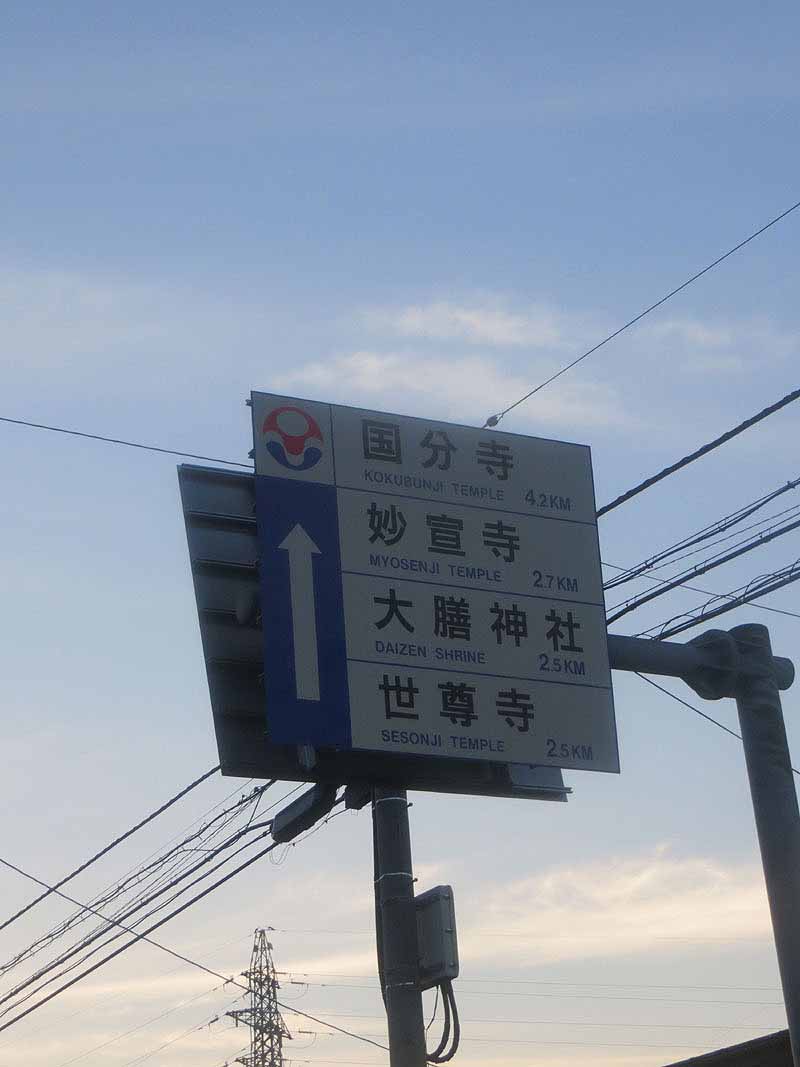 国分寺
KOKUBUNJI TEMPLE 4.2KM
妙宣寺
MYOSENJI TEMPLE 2.7KM
大膳神社
DAIZEN SHRINE 2.5KM
世尊寺
SESONJI TEMPLE 2.5KM